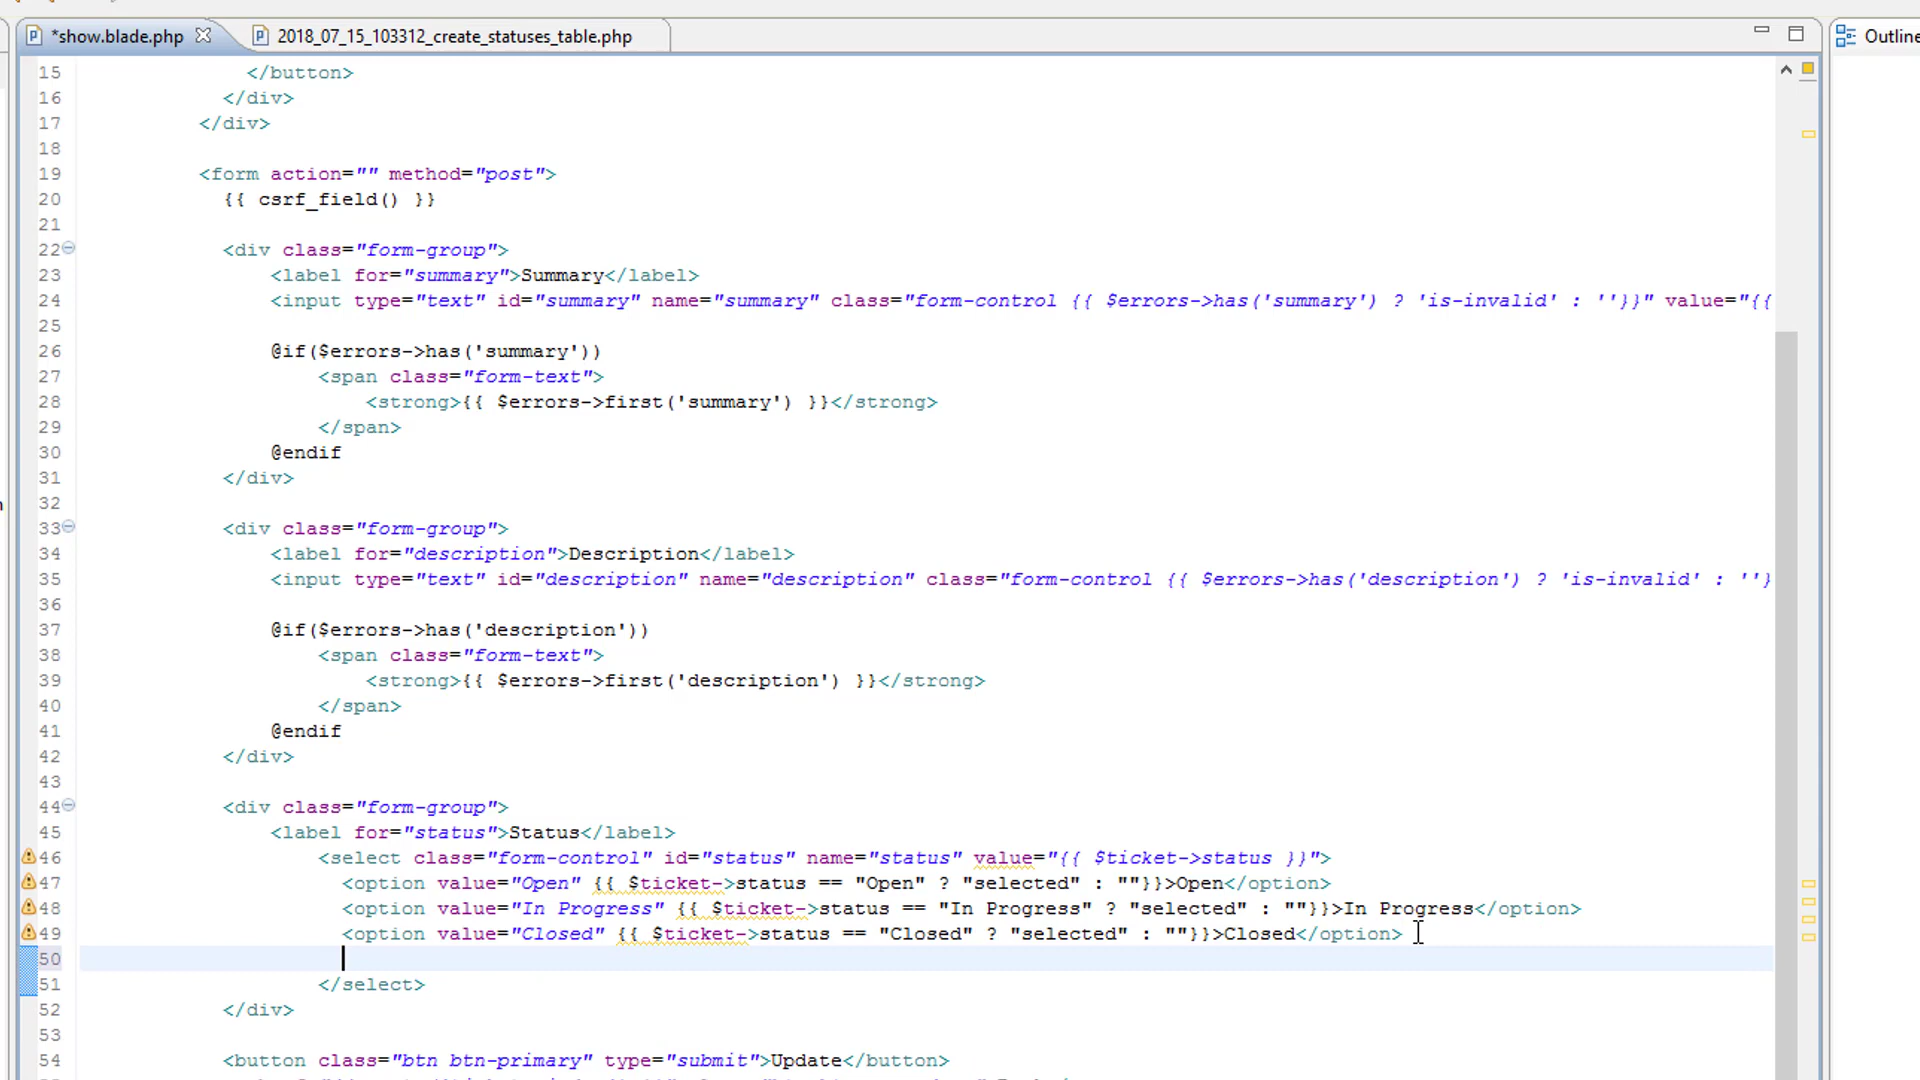 *show.blade.php
2018_07_15_103312_create_statuses_table.php
Outline
15 </button>
16 </div>
17 </div>
18
19 <form action="" method="post">
20 {{ csrf_field() }}
21
22 <div class="form-group">
23 <label for="summary">Summary</label>
24 <input type="text" id="summary" name="summary" class="form-control {{ $errors->has('summary') ? 'is-invalid' : ''}}" value="{{
25
26 @if($errors->has('summary'))
27 <span class="form-text">
28 <strong>{{ $errors->first('summary') }}</strong>
29 </span>
30 @endif
31 </div>
32
33 <div class="form-group">
34 <label for="description">Description</label>
35 <input type="text" id="description" name="description" class="form-control {{ $errors->has('description') ? 'is-invalid' : ''}
36
37 @if($errors->has('description'))
38 <span class="form-text">
39 <strong>{{ $errors->first('description') }}</strong>
40 </span>
41 @endif
42 </div>
43
44 <div class="form-group">
45 <label for="status">Status</label>
46 <select class="form-control" id="status" name="status" value="{{ $ticket->status }}">
47 <option value="Open" {{ $ticket->status == "Open" ? "selected" : ""}}>Open</option>
48 <option value="In Progress" {{ $ticket->status == "In Progress" ? "selected" : ""}}>In Progress</option>
49 <option value="Closed" {{ $ticket->status == "Closed" ? "selected" : ""}}>Closed</option>
50
51 </select>
52 </div>
53
54 <button class="btn btn-primary" type="submit">Update</button>